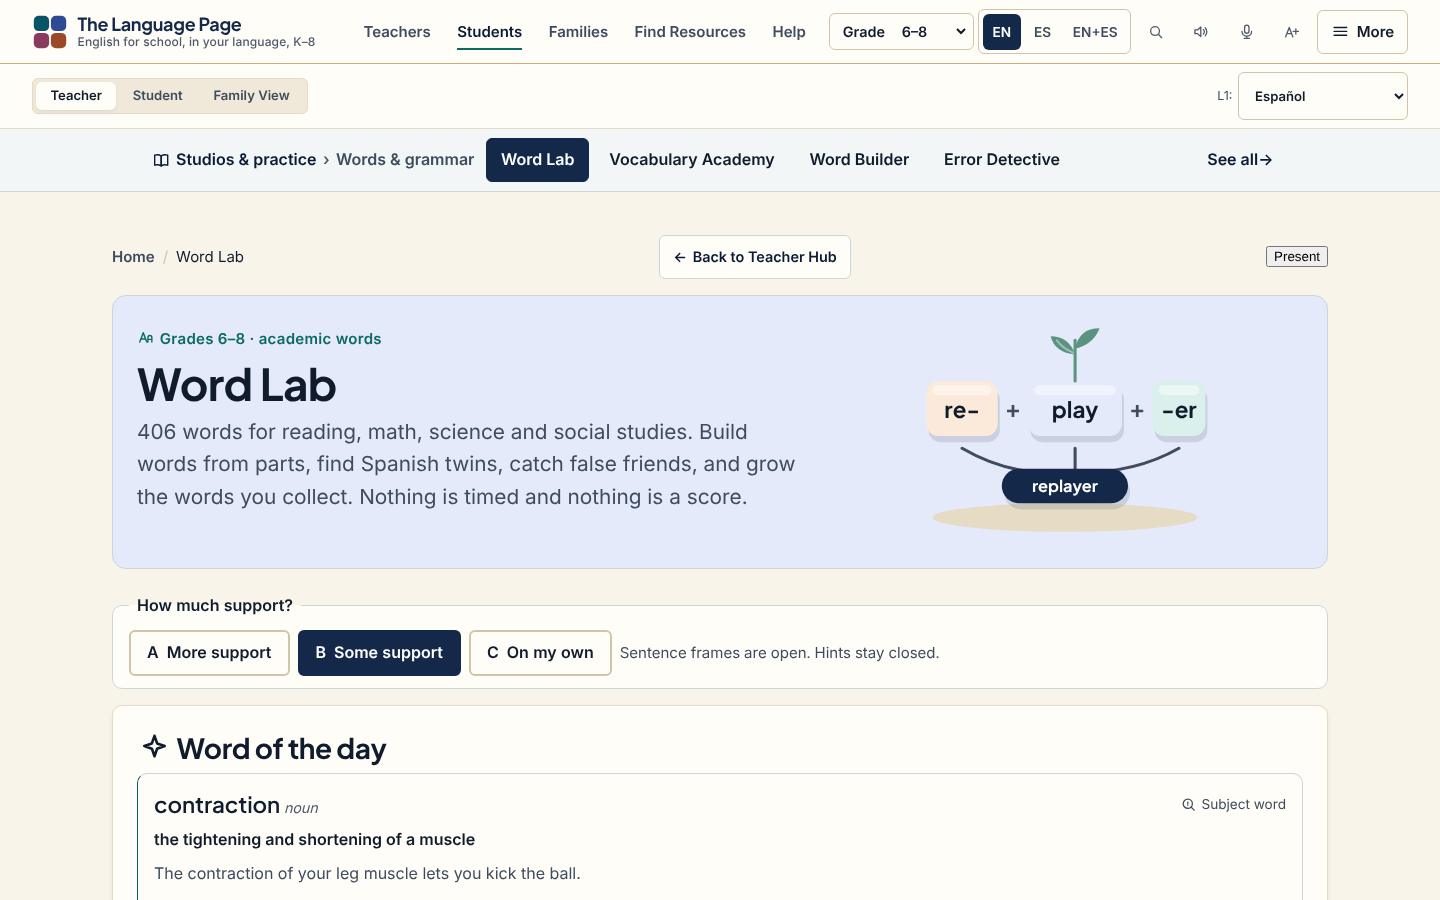 The Language Page
English for school, in your language, K–8
Teachers
Students
Families
Find Resources
Help
Grade 6–8
EN
ES
EN+ES
A+
More
Teacher
Student
Family View
L1:
Español
Studios & practice › Words & grammar
Word Lab
Vocabulary Academy
Word Builder
Error Detective
See all→
Home / Word Lab
← Back to Teacher Hub
Present
Grades 6–8 · academic words
Word Lab
406 words for reading, math, science and social studies. Build
words from parts, find Spanish twins, catch false friends, and grow
the words you collect. Nothing is timed and nothing is a score.
re- + play + -er
replayer
How much support?
A More support
B Some support
C On my own
Sentence frames are open. Hints stay closed.
Word of the day
contraction noun
Subject word
the tightening and shortening of a muscle
The contraction of your leg muscle lets you kick the ball.